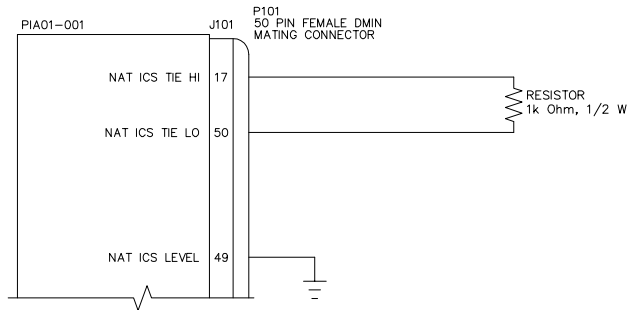 PIA01-001
J101
P101
50 PIN FEMALE DMIN
MATING CONNECTOR
NAT ICS TIE HI
17
RESISTOR
1k Ohm, 1/2 W
NAT ICS TIE LO
50
NAT ICS LEVEL
49